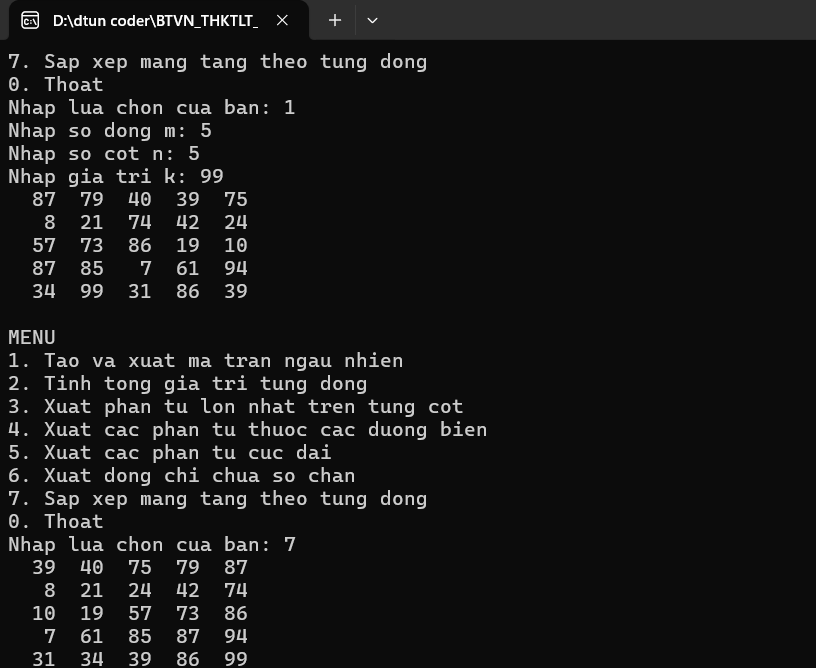 D:\dtun coder\BTVN_THKTLT_
7. Sap xep mang tang theo tung dong
0. Thoat
Nhap lua chon cua ban: 1
Nhap so dong m: 5
Nhap so cot n: 5
Nhap gia tri k: 99
87 79 40 39 75
8 21 74 42 24
57 73 86 19 10
87 85 7 61 94
34 99 31 86 39
MENU
1. Tao va xuat ma tran ngau nhien
2. Tinh tong gia tri tung dong
3. Xuat phan tu lon nhat tren tung cot
4. Xuat cac phan tu thuoc cac duong bien
5. Xuat cac phan tu cuc dai
6. Xuat dong chi chua so chan
7. Sap xep mang tang theo tung dong
0. Thoat
Nhap lua chon cua ban: 7
39 40 75 79 87
8 21 24 42 74
10 19 57 73 86
7 61 85 87 94
31 34 39 86 99